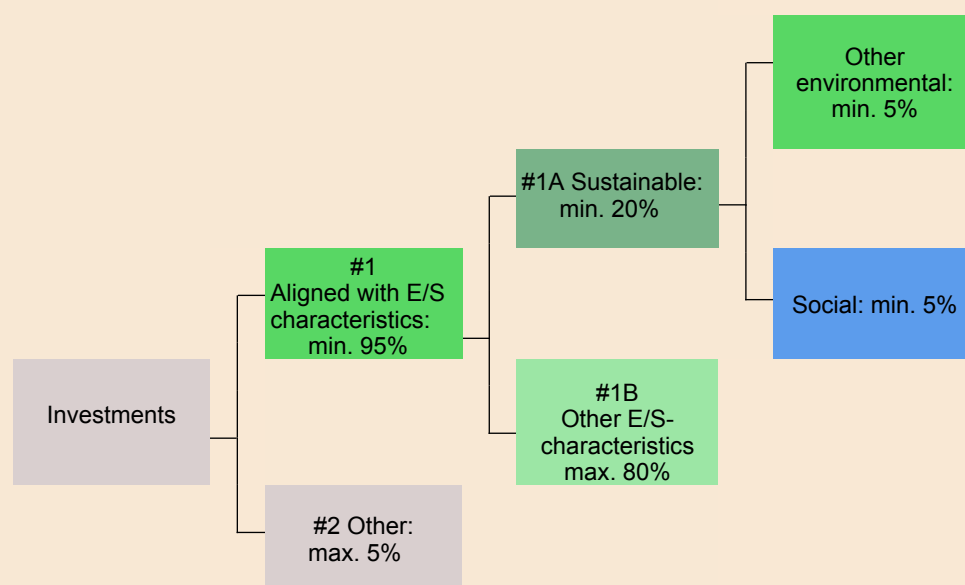 Investments
#1
Aligned with E/S
characteristics:
min. 95%
#2 Other:
max. 5%
#1A Sustainable:
min. 20%
#1B
Other E/S-
characteristics
max. 80%
Other
environmental:
min. 5%
Social: min. 5%